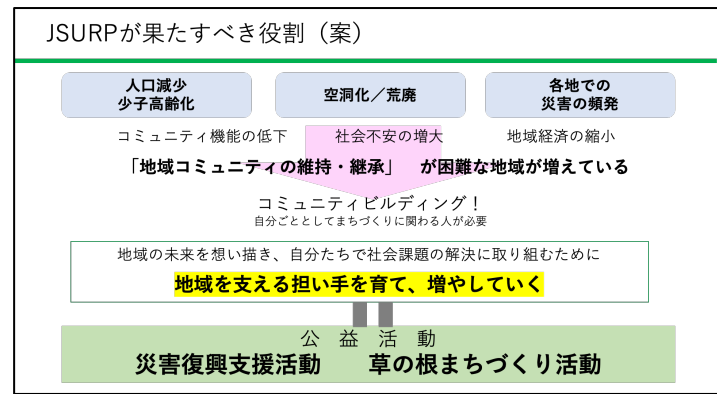 JSURPが果たすべき役割（案）
人口減少
少子高齢化
空洞化／荒廃
各地での
災害の頻発
コミュニティ機能の低下
社会不安の増大
地域経済の縮小
「地域コミュニティの維持・継承」 が困難な地域が増えている
コミュニティビルディング！
自分ごととしてまちづくりに関わる人が必要
地域の未来を想い描き、自分たちで社会課題の解決に取り組むために
地域を支える担い手を育て、増やしていく
公 益 活 動
災害復興支援活動 草の根まちづくり活動